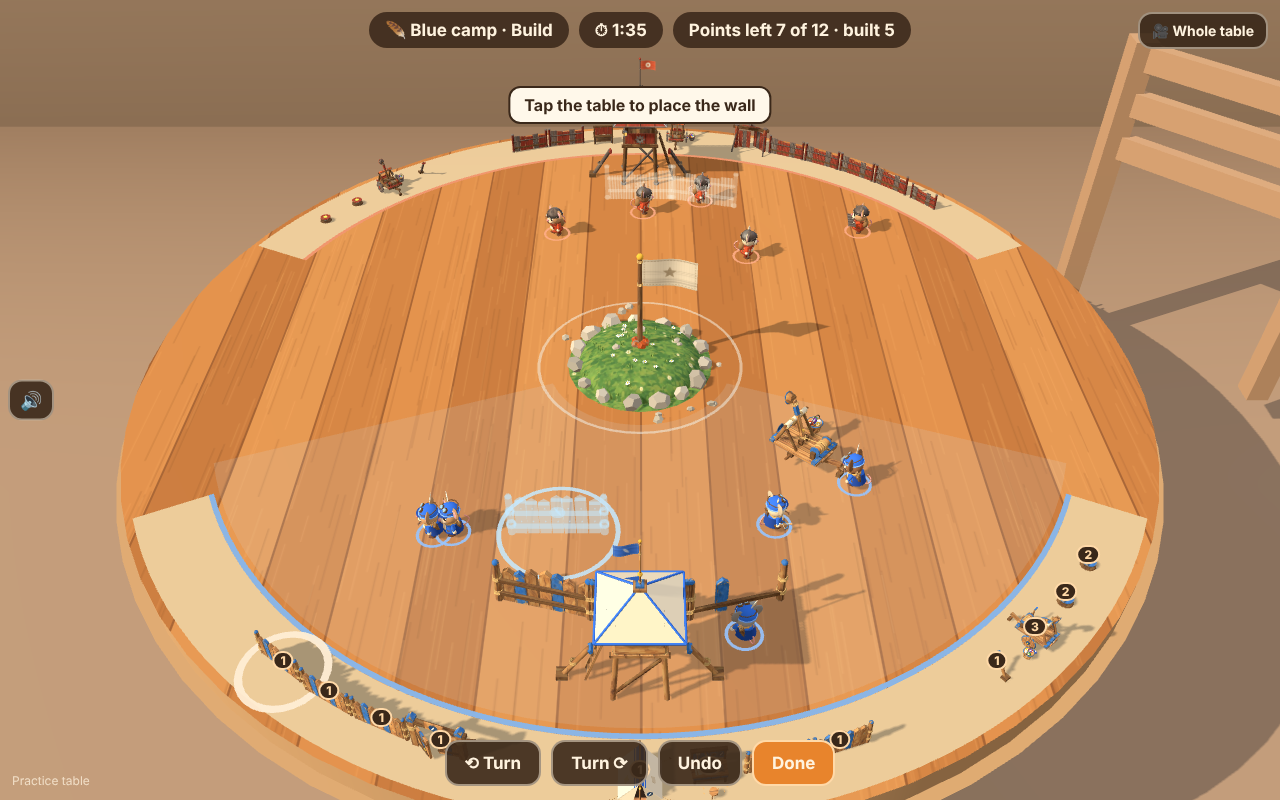 🪶 Blue camp · Build
⏱ 1:35
Points left 7 of 12 · built 5
🎥 Whole table
Tap the table to place the wall
2
2
3
1
1
1
1
1
1
1
⟲ Turn
Turn ⟳
Undo
Done
Practice table